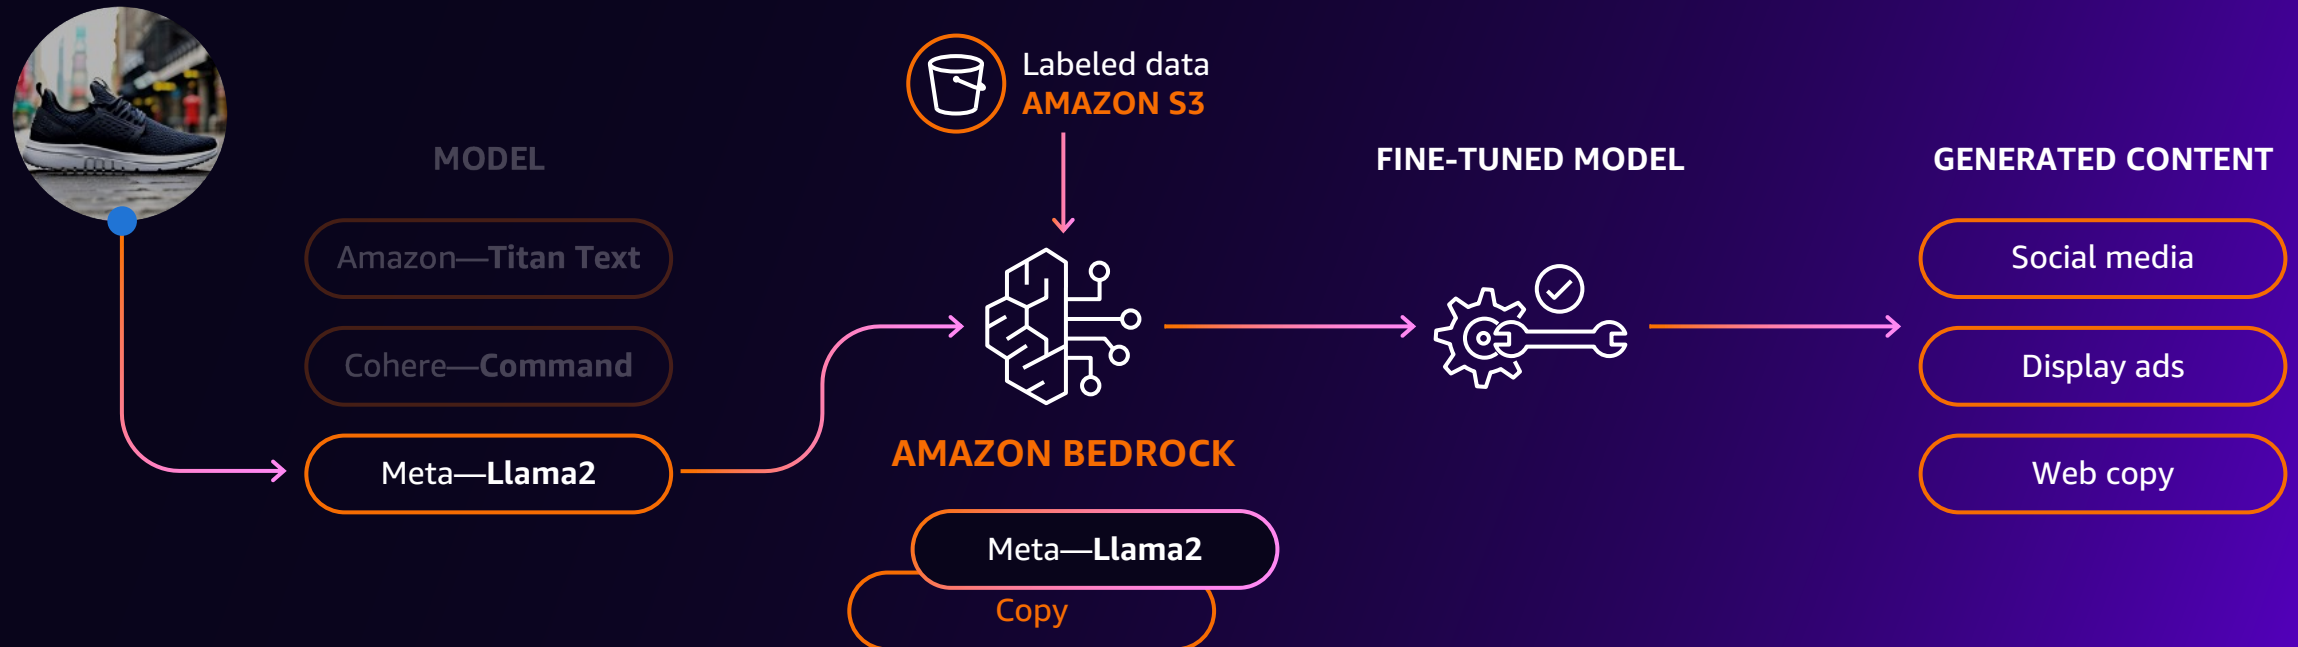 Labeled data
AMAZON S3
MODEL
Amazon—Titan Text
Cohere—Command
Meta—Llama2
AMAZON BEDROCK
Meta—Llama2
Copy
FINE-TUNED MODEL
GENERATED CONTENT
Social media
Display ads
Web copy